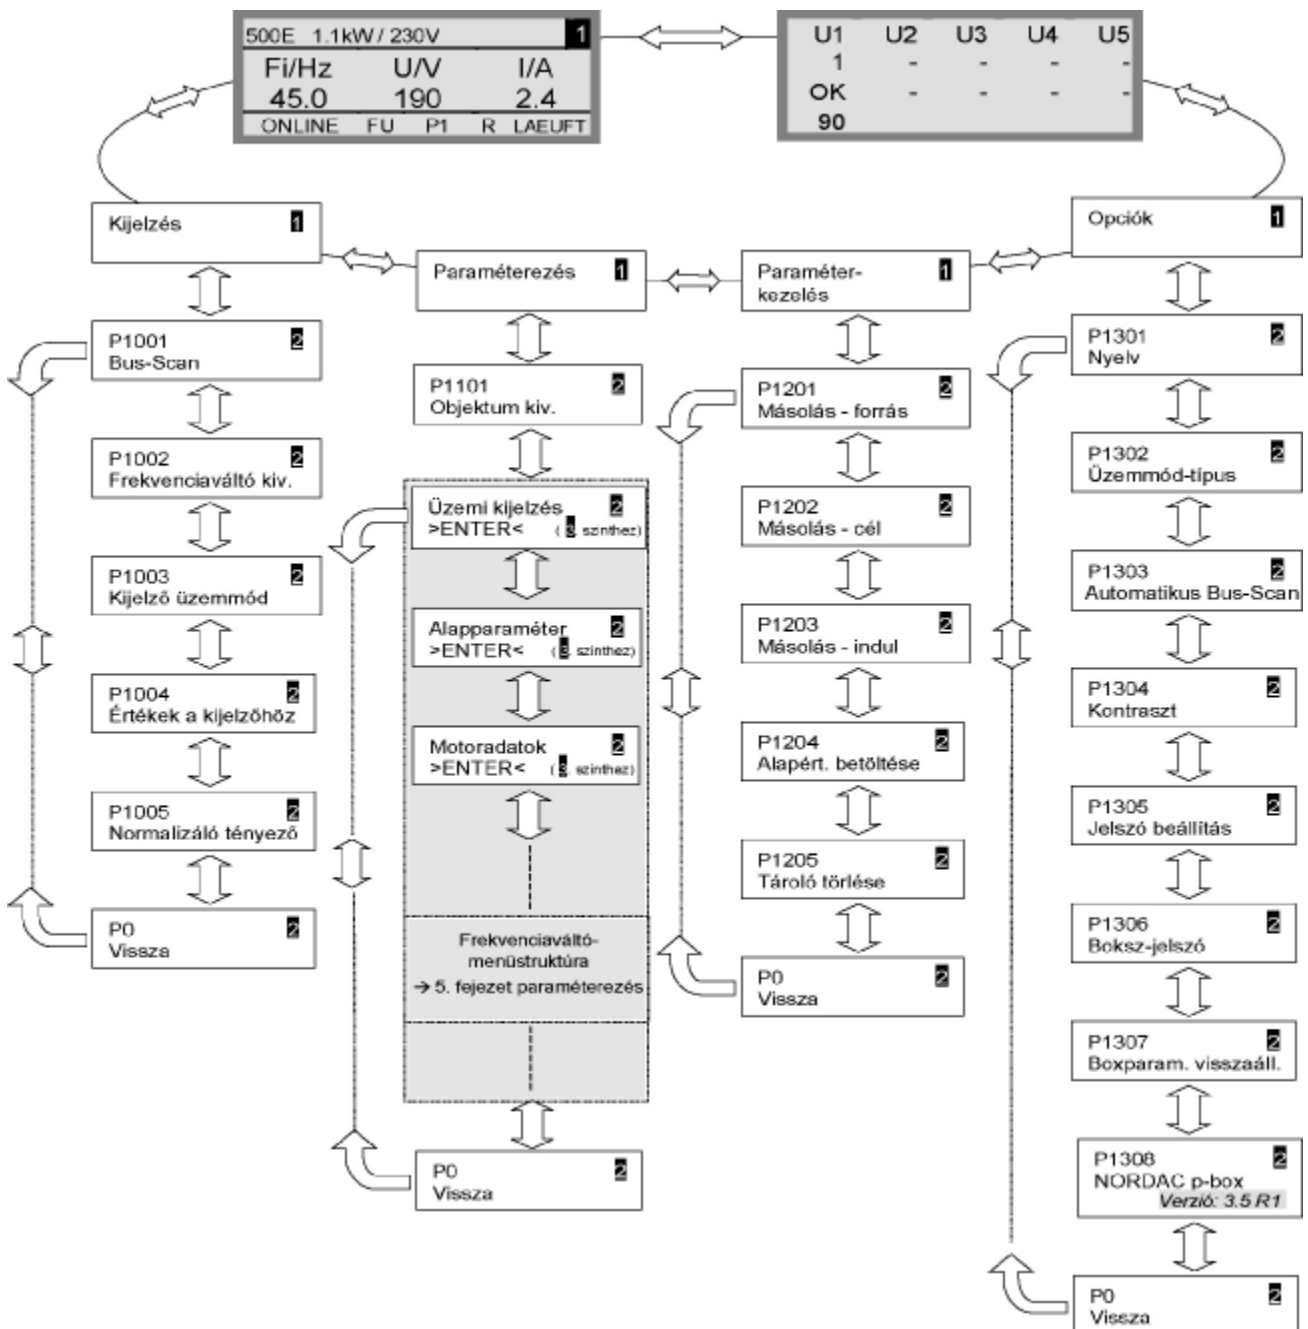 500E 1.1kW / 230V 1
Fi/Hz U/V I/A
45.0 190 2.4
ONLINE FU P1 R LAEUFT
U1 U2 U3 U4 U5
1 - - - -
OK - - - -
90
Kijelzés 1
P1001 2
Bus-Scan
P1002 2
Frekvenciaváltó kiv.
P1003 2
Kijelző üzemmód
P1004 2
Értékek a kijelzőhöz
P1005 2
Normalizáló tényező
P0 2
Vissza
Paraméterezés 1
P1101 2
Objektum kiv.
Üzemi kijelzés 2
>ENTER< (3. szinthez)
Alapparaméter 2
>ENTER< (3. szinthez)
Motoradatok 2
>ENTER< (3. szinthez)
Frekvenciaváltó-
menüstruktúra
→ 5. fejezet paraméterezés
P0 2
Vissza
Paraméter- 1
kezelés
P1201 2
Másolás - forrás
P1202 2
Másolás - cél
P1203 2
Másolás - indul
P1204 2
Alapért. betöltése
P1205 2
Tároló törlése
P0 2
Vissza
Opciók 1
P1301 2
Nyelv
P1302 2
Üzemmód-típus
P1303 2
Automatikus Bus-Scan
P1304 2
Kontraszt
P1305 2
Jelszó beállítás
P1306 2
Boksz-jelszó
P1307 2
Boxparam. visszaáll.
P1308 2
NORDAC p-box
Verzió: 3.5 R1
P0 2
Vissza